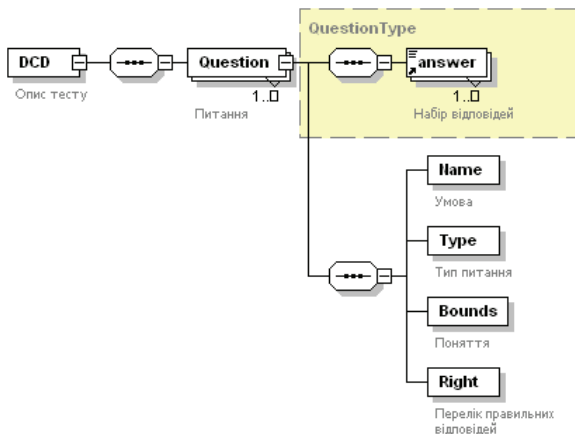 QuestionType
DCD
Question
answer
Опис тесту
1..
1..
Питання
Набір відповідей
Name
Умова
Type
Тип питання
Bounds
Поняття
Right
Перелік правильних
відповідей